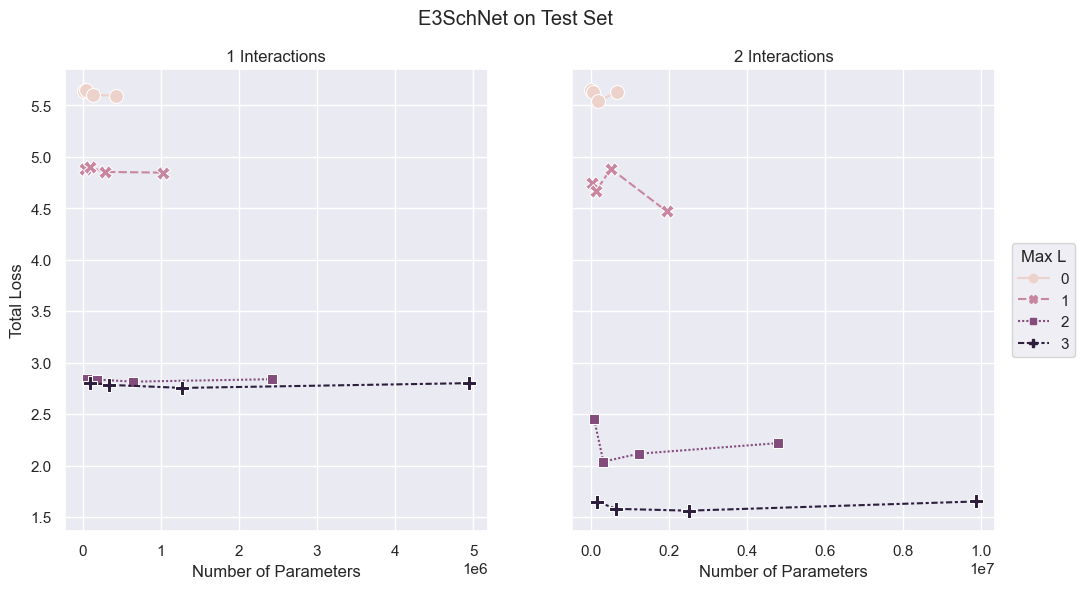 E3SchNet on Test Set
1 Interactions
2 Interactions
Total Loss
5.5
5.0
4.5
4.0
3.5
3.0
2.5
2.0
1.5
0 1 2 3 4 5
1e6
Number of Parameters
0.0 0.2 0.4 0.6 0.8 1.0
1e7
Number of Parameters
Max L
0
1
2
3